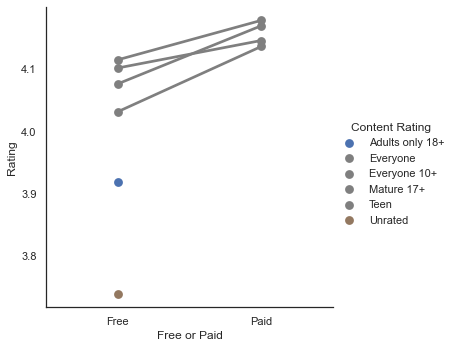 4.1
4.0
3.9
3.8
Rating
Free
Paid
Free or Paid
Content Rating
Adults only 18+
Everyone
Everyone 10+
Mature 17+
Teen
Unrated